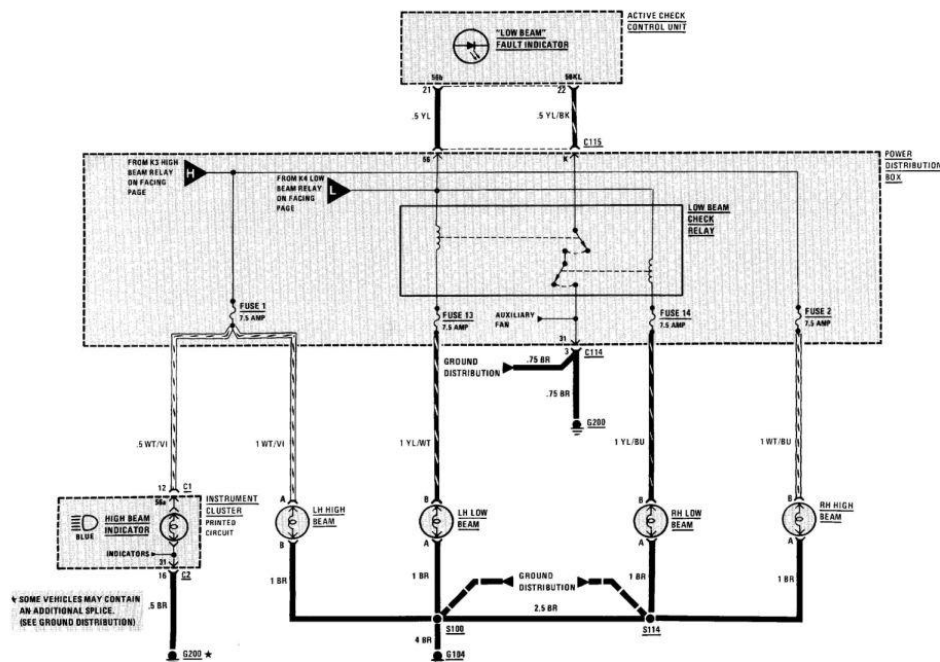 ACTIVE CHECK
CONTROL UNIT
"LOW BEAM"
FAULT INDICATOR
56b
56KL
21
22
.5 YL
.5 YL/BK
C115
56
K
POWER
DISTRIBUTION
BOX
FROM K3 HIGH
BEAM RELAY
ON FACING
PAGE
H
FROM K4 LOW
BEAM RELAY
ON FACING
PAGE
L
LOW BEAM
CHECK
RELAY
FUSE 1
7.5 AMP
FUSE 13
7.5 AMP
AUXILIARY
FAN
FUSE 14
7.5 AMP
FUSE 2
7.5 AMP
31
3
C114
GROUND
DISTRIBUTION
.75 BR
.75 BR
G200
.5 WT/VI
1 WT/VI
1 YL/WT
1 YL/BU
1 WT/BU
12
C1
56a
INSTRUMENT
CLUSTER
PRINTED
CIRCUIT
HIGH BEAM
INDICATOR
BLUE
INDICATORS
31
16
C2
A
LH HIGH
BEAM
B
B
LH LOW
BEAM
A
B
RH LOW
BEAM
A
B
RH HIGH
BEAM
A
1 BR
1 BR
GROUND
DISTRIBUTION
1 BR
1 BR
2.5 BR
★ SOME VEHICLES MAY CONTAIN
AN ADDITIONAL SPLICE.
(SEE GROUND DISTRIBUTION)
.5 BR
S100
S114
4 BR
G200 ★
G104